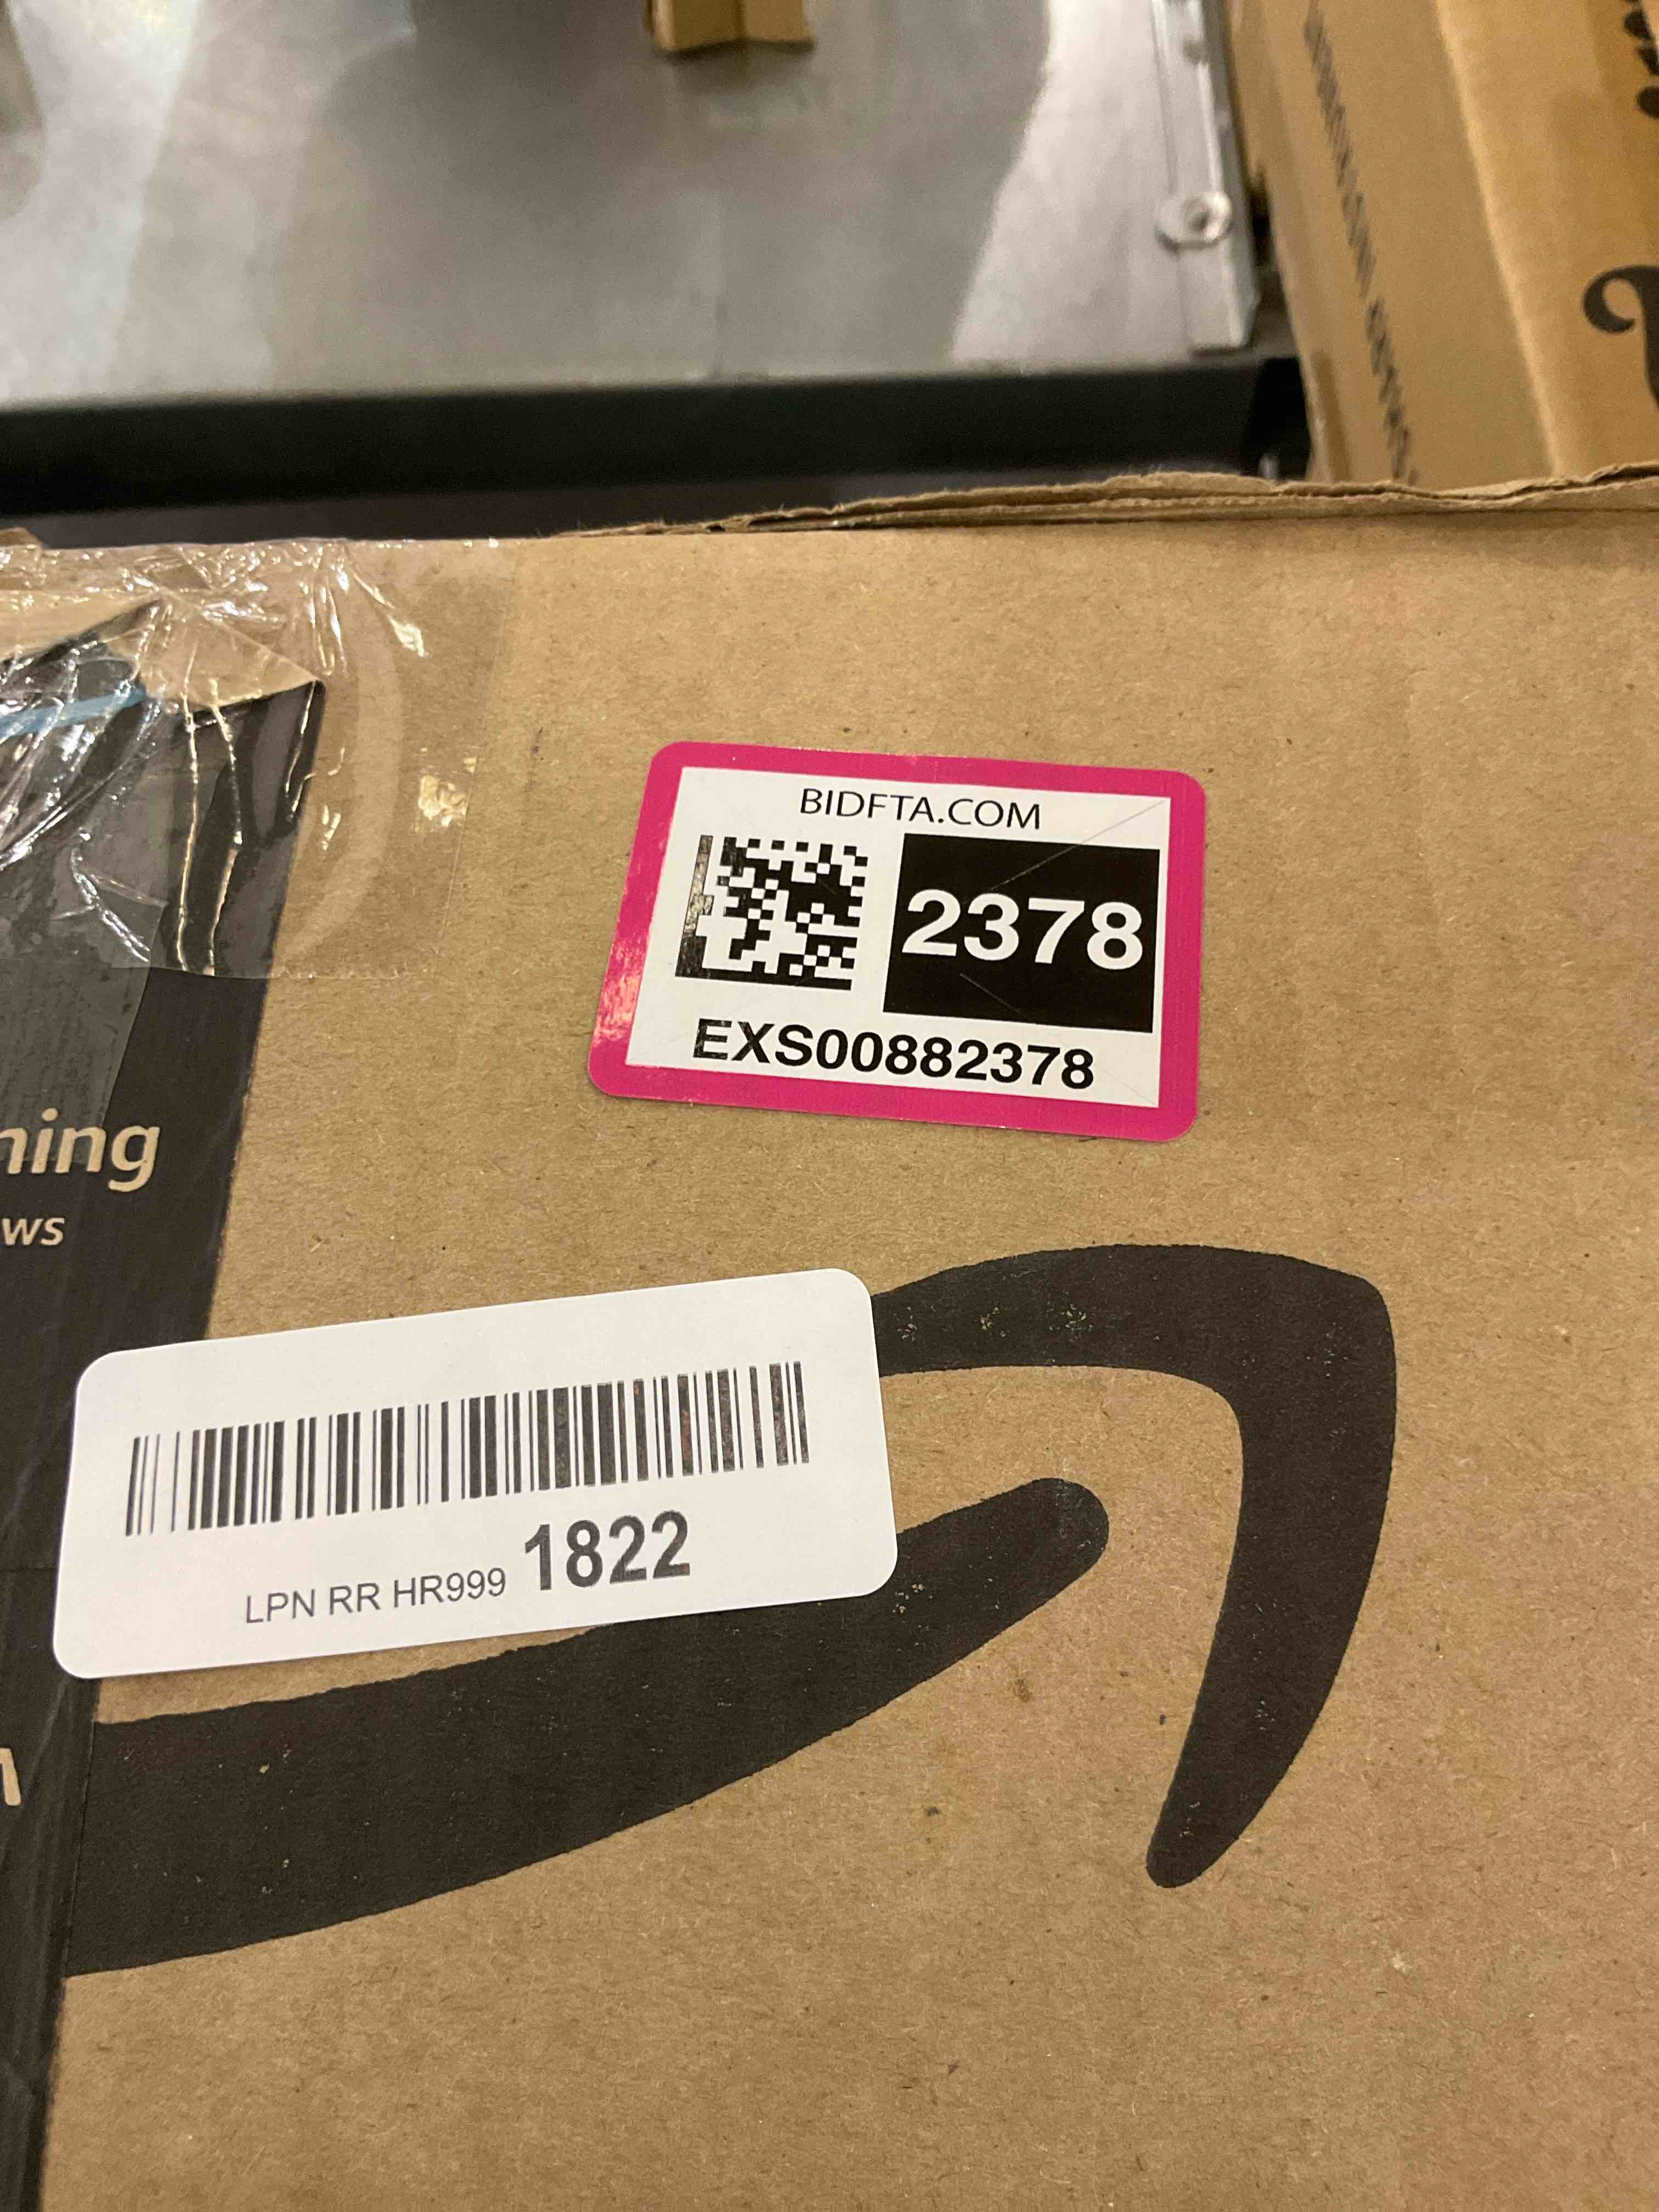 BIDFTA.COM
2378
EXS00882378
ning
ws
LPN RR HR999 1822